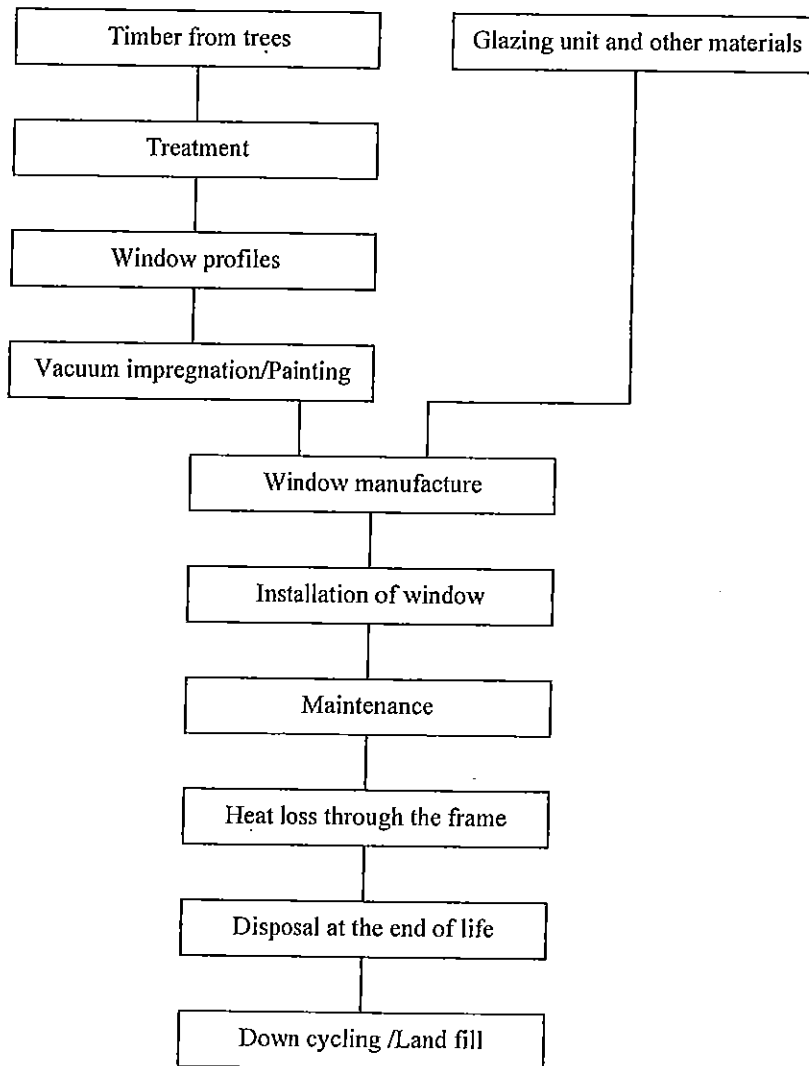 Timber from trees
Glazing unit and other materials
Treatment
Window profiles
Vacuum impregnation/Painting
Window manufacture
Installation of window
Maintenance
Heat loss through the frame
Disposal at the end of life
Down cycling /Land fill